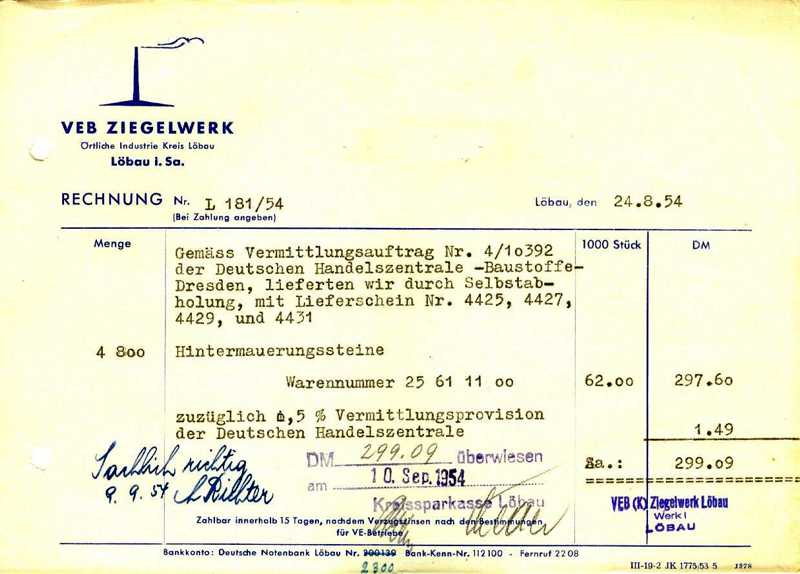 VEB ZIEGELWERK
Örtliche Industrie Kreis Löbau
Löbau i. Sa.
RECHNUNG Nr. L 181/54 Löbau, den 24.8.54
(Bei Zahlung angeben)
Menge 1000 Stück DM
Gemäss Vermittlungsauftrag Nr. 4/1o392
der Deutschen Handelszentrale -Baustoffe-
Dresden, lieferten wir durch Selbstab-
holung, mit Lieferschein Nr. 4425, 4427,
4429, und 4431
4 8oo Hintermauerungssteine
Warennummer 25 61 11 oo 62.oo 297.6o
zuzüglich o,5 % Vermittlungsprovision
der Deutschen Handelszentrale 1.49
Sachlich richtig
9. 9. 54 Richter
DM 299.09 überwiesen
am 10. Sep. 1954
Kreissparkasse Löbau
Sa.: 299.o9
VEB (K) Ziegelwerk Löbau
Werk I
LÖBAU
Zahlbar innerhalb 15 Tagen, nachdem Verzugszinsen nach den Bestimmungen
für VE-Betriebe
Bankkonto: Deutsche Notenbank Löbau Nr. 200139 Bank-Kenn-Nr. 112100 - Fernruf 2208
2300
III-19-2 JK 1775/53 5 1378